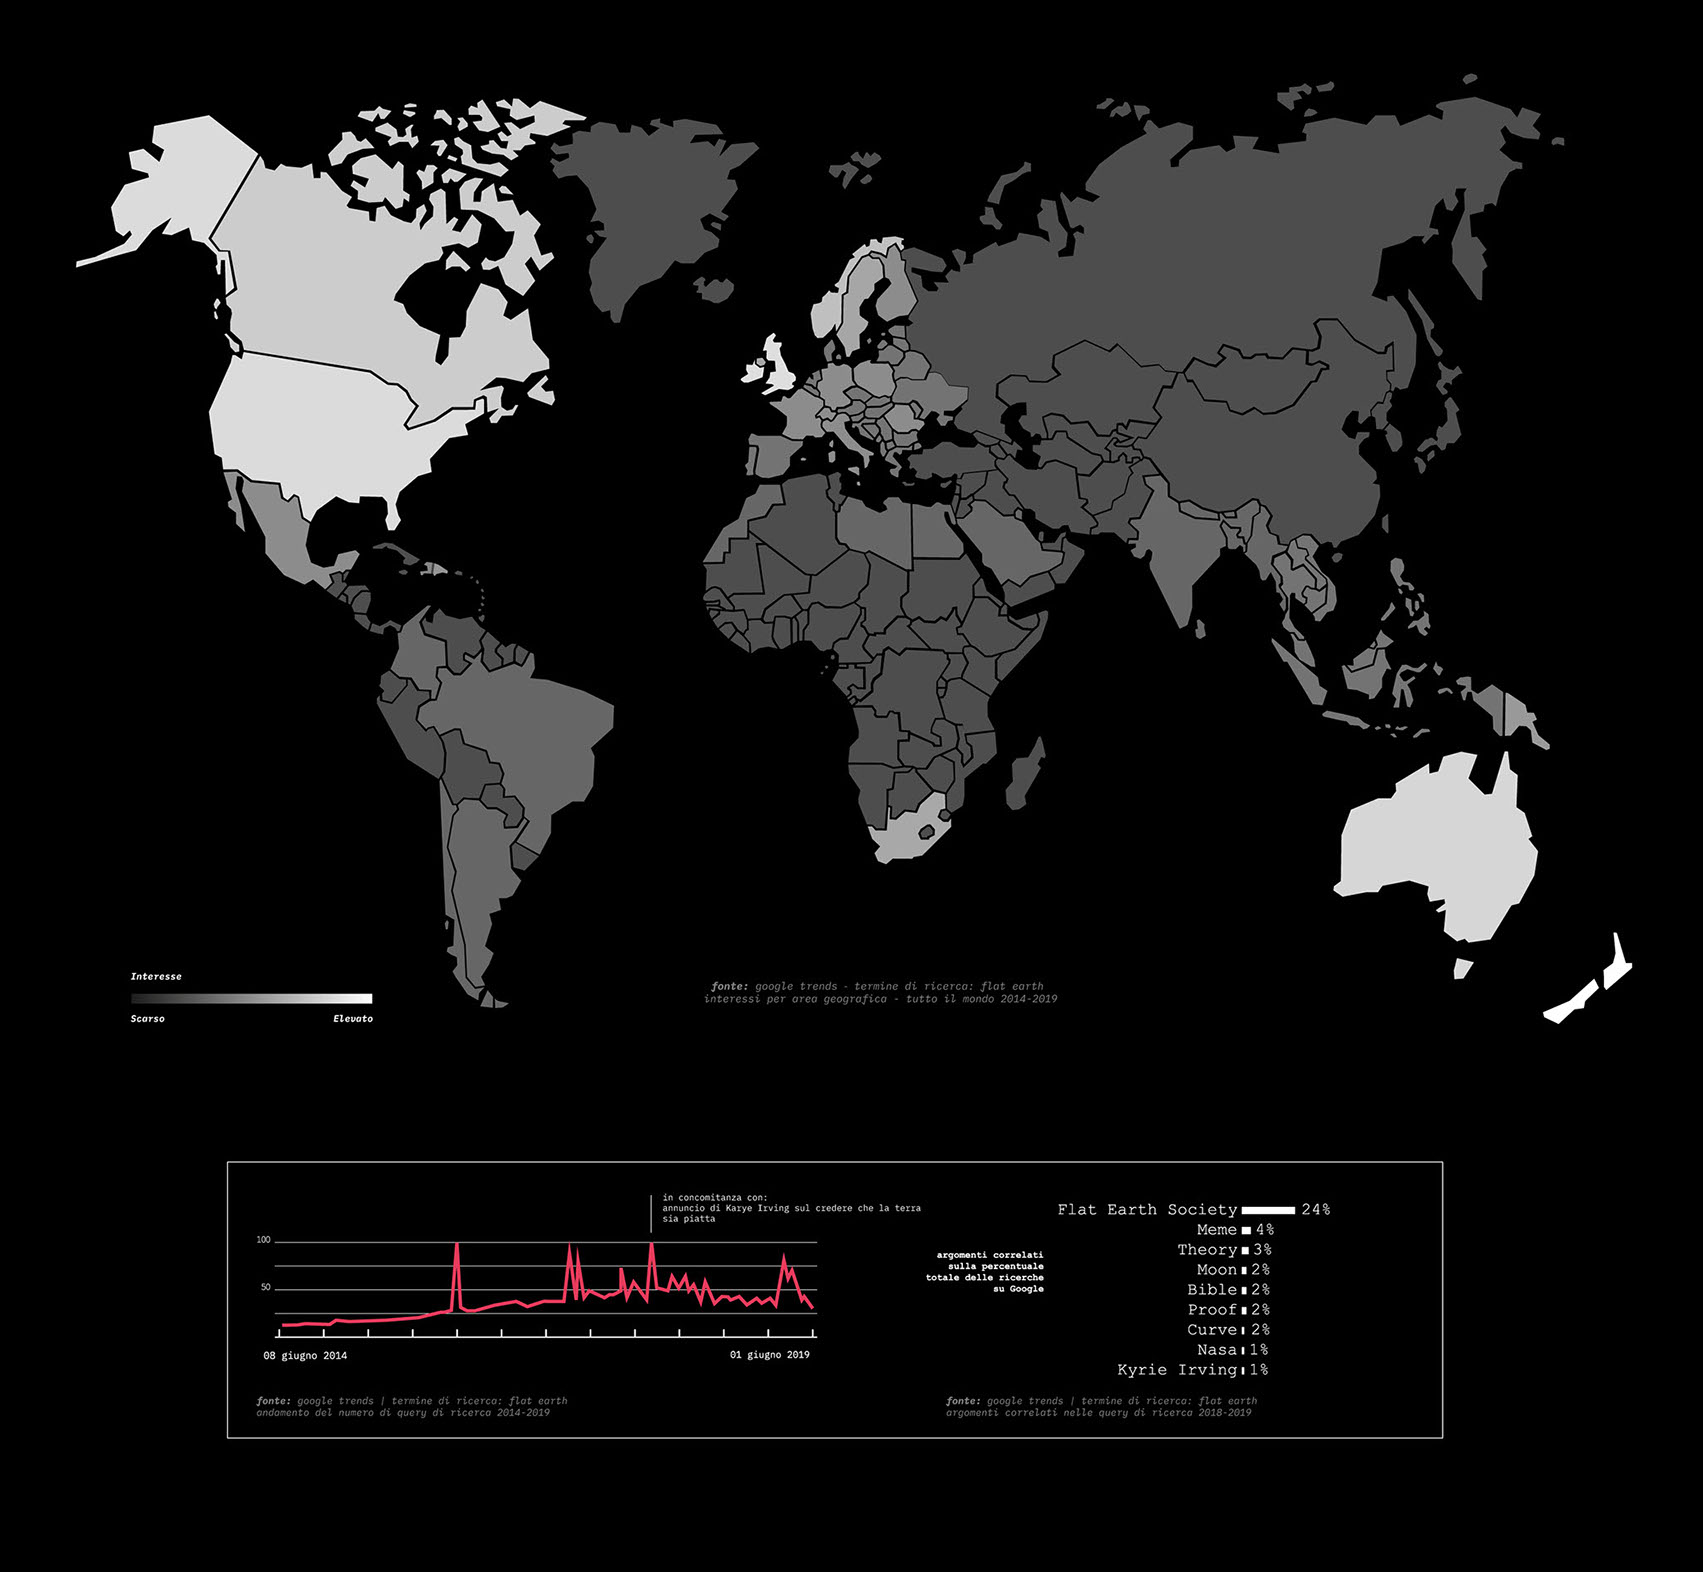 Interesse
Scarso Elevato
fonte: google trends - termine di ricerca: flat earth
interessi per area geografica - tutto il mondo 2014-2019
in concomitanza con:
annuncio di Karye Irving sul credere che la terra
sia piatta
100
50
08 giugno 2014
01 giugno 2019
fonte: google trends | termine di ricerca: flat earth
andamento del numero di query di ricerca 2014-2019
argomenti correlati
sulla percentuale
totale delle ricerche
su Google
Flat Earth Society 24%
Meme 4%
Theory 3%
Moon 2%
Bible 2%
Proof 2%
Curve 2%
Nasa 1%
Kyrie Irving 1%
fonte: google trends | termine di ricerca: flat earth
argomenti correlati nelle query di ricerca 2018-2019